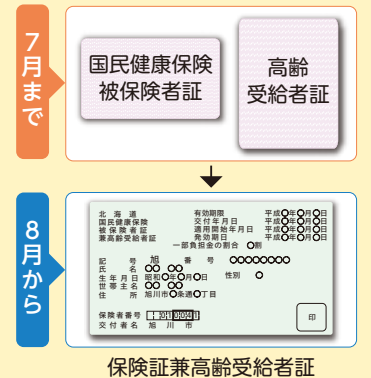 7月まで
国民健康保険
被保険者証
高齢
受給者証
8月から
北海道
国民健康保険
被保険者証
兼高齢受給者証
有効期限 平成○年○月○日
交付年月日 平成○年○月○日
適用開始年月日 平成○年○月○日
発効期日 平成○年○月○日
一部負担金の割合 ○割
記号 旭 番号 ○○○○○○○○
氏名 ○○ ○○
生年月日 昭和○年○月○日 性別 ○
世帯主名 ○○ ○○
住所 旭川市○条通○丁目
保険者番号
交付者名 旭川市
印
保険証兼高齢受給者証